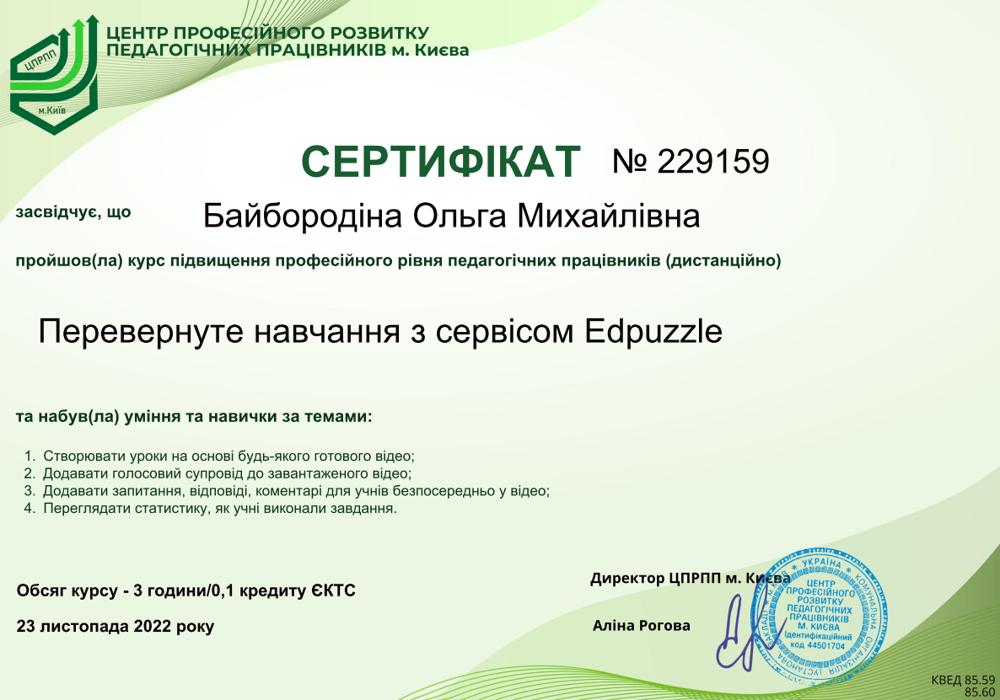 ЦЕНТР ПРОФЕСІЙНОГО РОЗВИТКУ
ПЕДАГОГІЧНИХ ПРАЦІВНИКІВ м. Києва
ЦПРПП
м.Київ
СЕРТИФІКАТ № 229159
засвідчує, що Байбородіна Ольга Михайлівна
пройшов(ла) курс підвищення професійного рівня педагогічних працівників (дистанційно)
Перевернуте навчання з сервісом Edpuzzle
та набув(ла) уміння та навички за темами:
1. Створювати уроки на основі будь-якого готового відео;
2. Додавати голосовий супровід до завантаженого відео;
3. Додавати запитання, відповіді, коментарі для учнів безпосередньо у відео;
4. Переглядати статистику, як учні виконали завдання.
Обсяг курсу - 3 години/0,1 кредиту ЄКТС
23 листопада 2022 року
Директор ЦПРПП м. Києва
Аліна Рогова
УКРАЇНА * КОМУНАЛЬНА ОРГАНІЗАЦІЯ (УСТАНОВА
ЦЕНТР
ПРОФЕСІЙНОГО
РОЗВИТКУ
ПЕДАГОГІЧНИХ
ПРАЦІВНИКІВ
М. КИЄВА
Ідентифікаційний
код 44501704
КВЕД 85.59
85.60